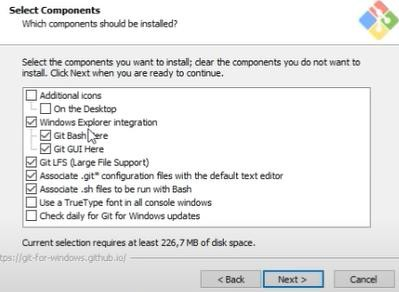 Select Components
Which components should be installed?
Select the components you want to install; clear the components you do not want to
install. Click Next when you are ready to continue.
Additional icons
On the Desktop
Windows Explorer integration
Git Bash Here
Git GUI Here
Git LFS (Large File Support)
Associate .git* configuration files with the default text editor
Associate .sh files to be run with Bash
Use a TrueType font in all console windows
Check daily for Git for Windows updates
Current selection requires at least 226,7 MB of disk space.
tps://git-for-windows.github.io/
< Back
Next >
Cancel